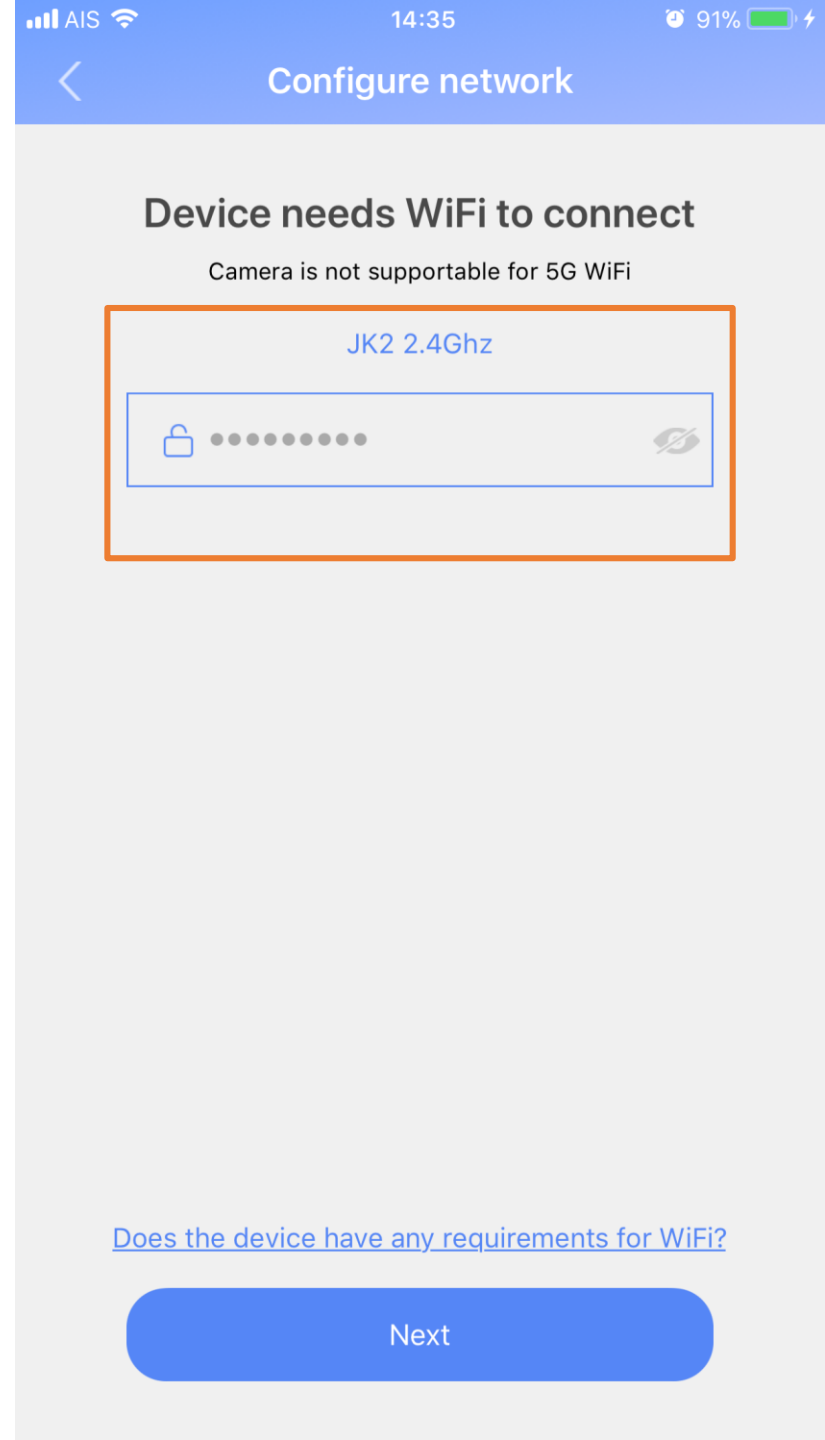 AIS 14:35 91%
Configure network
Device needs WiFi to connect
Camera is not supportable for 5G WiFi
JK2 2.4Ghz
•••••••••
Does the device have any requirements for WiFi?
Next